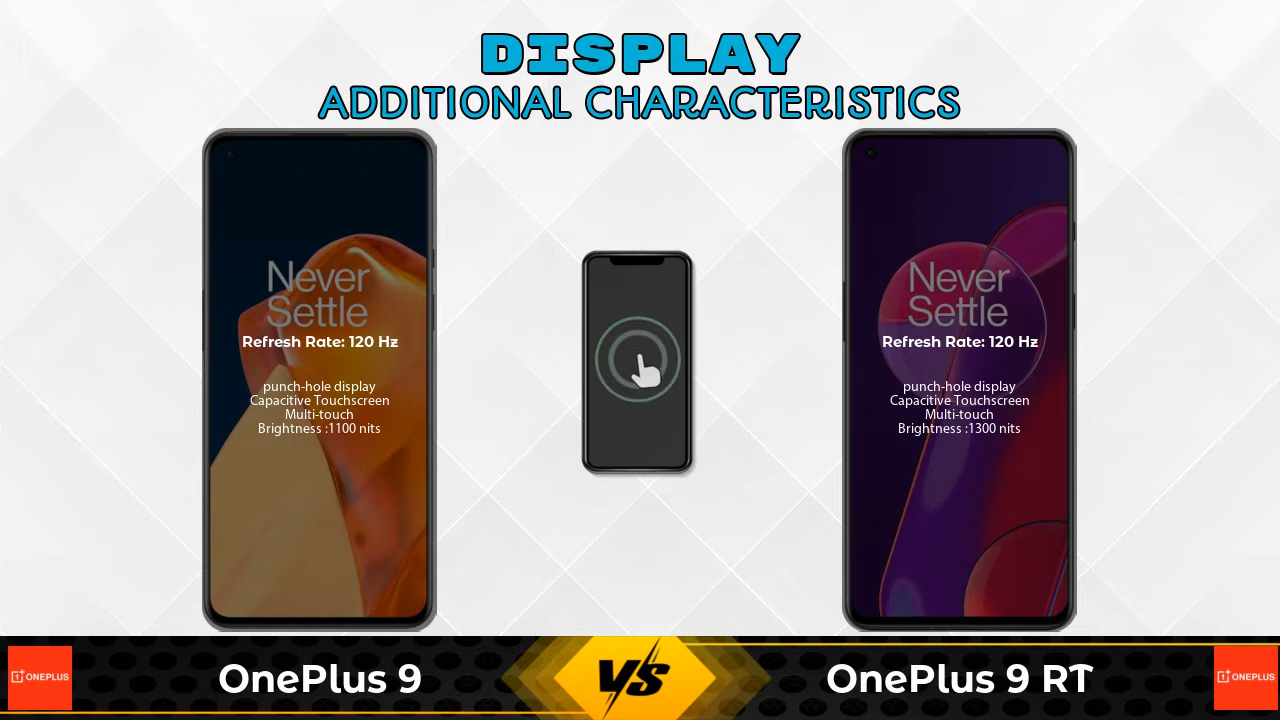 DISPLAY
ADDITIONAL CHARACTERISTICS
Never
Settle
Refresh Rate: 120 Hz
punch-hole display
Capacitive Touchscreen
Multi-touch
Brightness :1100 nits
Never
Settle
Refresh Rate: 120 Hz
punch-hole display
Capacitive Touchscreen
Multi-touch
Brightness :1300 nits
1+ ONEPLUS
OnePlus 9
VS
OnePlus 9 RT
1+ ONEPLUS